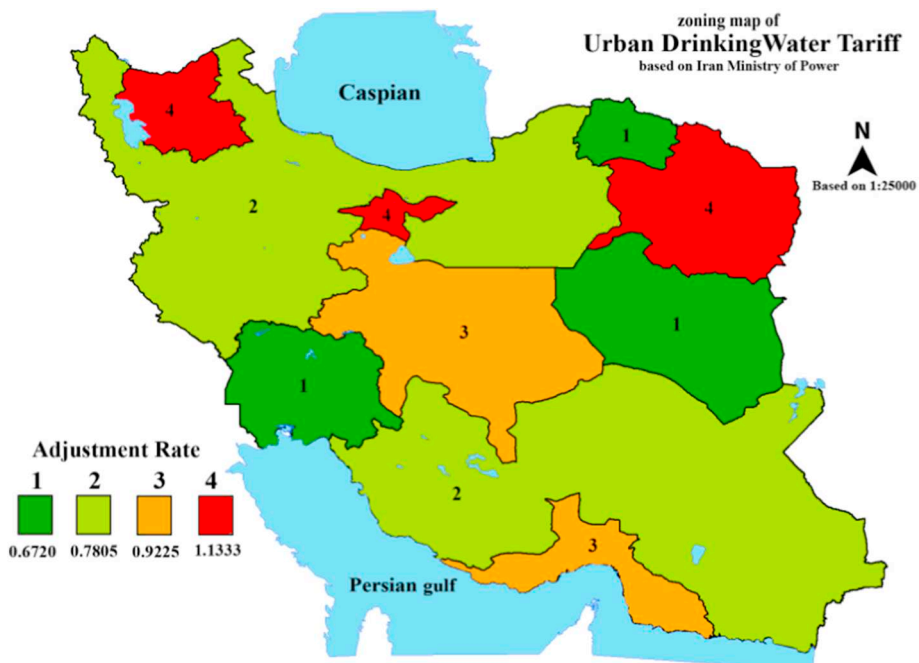 zoning map of
Urban DrinkingWater Tariff
based on Iran Ministry of Power
Caspian
N
Based on 1:25000
4
1
2
4
4
3
1
1
2
3
Adjustment Rate
1 2 3 4
0.6720 0.7805 0.9225 1.1333
Persian gulf